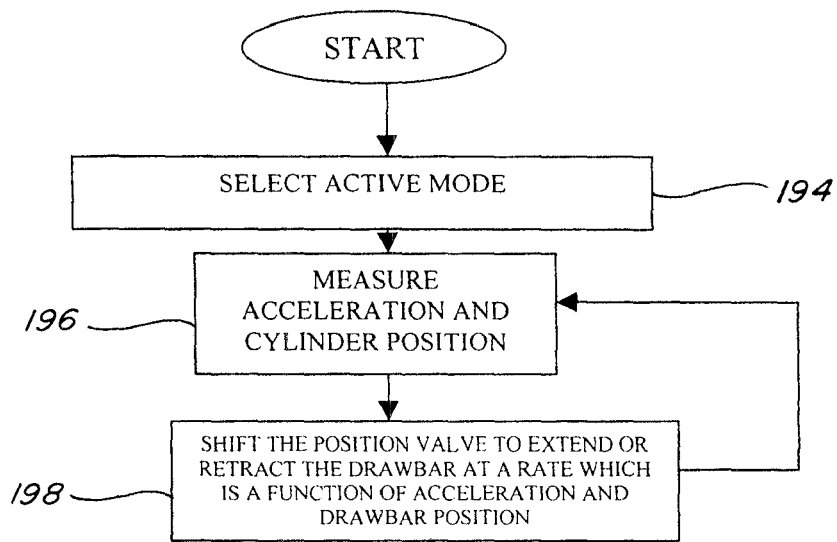 START
SELECT ACTIVE MODE
194
MEASURE
ACCELERATION AND
CYLINDER POSITION
196
SHIFT THE POSITION VALVE TO EXTEND OR
RETRACT THE DRAWBAR AT A RATE WHICH
IS A FUNCTION OF ACCELERATION AND
DRAWBAR POSITION
198